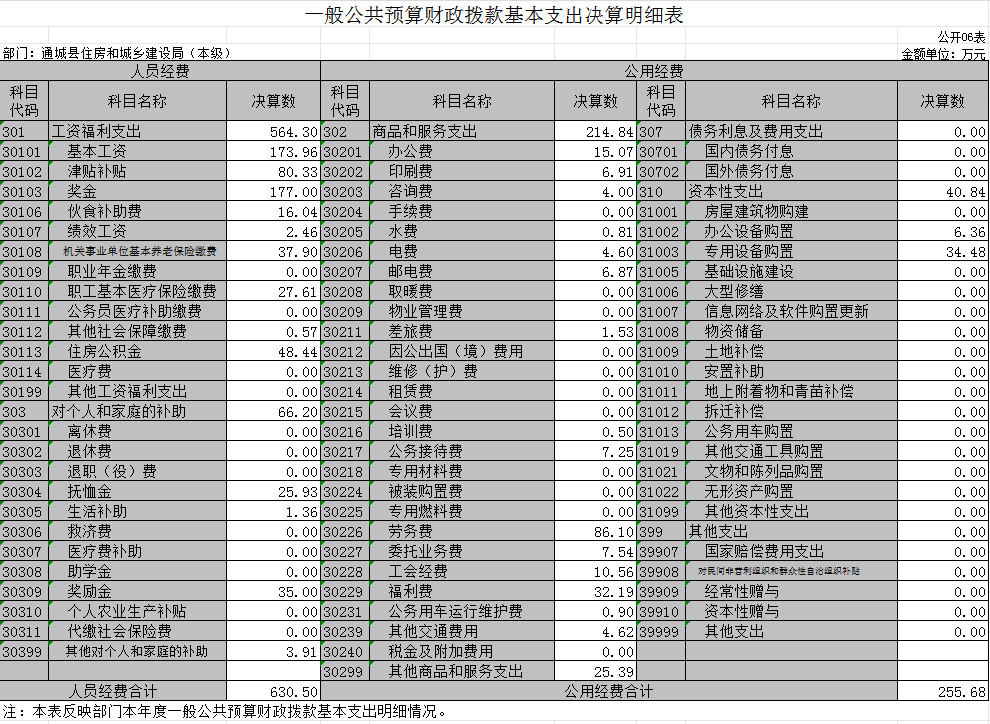 一般公共预算财政拨款基本支出决算明细表
公开06表
部门：通城县住房和城乡建设局（本级） 金额单位：万元
人员经费 公用经费
科目代码 科目名称 决算数 科目代码 科目名称 决算数 科目代码 科目名称 决算数
301 工资福利支出 564.30 302 商品和服务支出 214.84 307 债务利息及费用支出 0.00
30101 基本工资 173.96 30201 办公费 15.07 30701 国内债务付息 0.00
30102 津贴补贴 80.33 30202 印刷费 6.91 30702 国外债务付息 0.00
30103 奖金 177.00 30203 咨询费 4.00 310 资本性支出 40.84
30106 伙食补助费 16.04 30204 手续费 0.00 31001 房屋建筑物购建 0.00
30107 绩效工资 2.46 30205 水费 0.81 31002 办公设备购置 6.36
30108 机关事业单位基本养老保险缴费 37.90 30206 电费 4.60 31003 专用设备购置 34.48
30109 职业年金缴费 0.00 30207 邮电费 6.87 31005 基础设施建设 0.00
30110 职工基本医疗保险缴费 27.61 30208 取暖费 0.00 31006 大型修缮 0.00
30111 公务员医疗补助缴费 0.00 30209 物业管理费 0.00 31007 信息网络及软件购置更新 0.00
30112 其他社会保障缴费 0.57 30211 差旅费 1.53 31008 物资储备 0.00
30113 住房公积金 48.44 30212 因公出国（境）费用 0.00 31009 土地补偿 0.00
30114 医疗费 0.00 30213 维修（护）费 0.00 31010 安置补助 0.00
30199 其他工资福利支出 0.00 30214 租赁费 0.00 31011 地上附着物和青苗补偿 0.00
303 对个人和家庭的补助 66.20 30215 会议费 0.00 31012 拆迁补偿 0.00
30301 离休费 0.00 30216 培训费 0.50 31013 公务用车购置 0.00
30302 退休费 0.00 30217 公务接待费 7.25 31019 其他交通工具购置 0.00
30303 退职（役）费 0.00 30218 专用材料费 0.00 31021 文物和陈列品购置 0.00
30304 抚恤金 25.93 30224 被装购置费 0.00 31022 无形资产购置 0.00
30305 生活补助 1.36 30225 专用燃料费 0.00 31099 其他资本性支出 0.00
30306 救济费 0.00 30226 劳务费 86.10 399 其他支出 0.00
30307 医疗费补助 0.00 30227 委托业务费 7.54 39907 国家赔偿费用支出 0.00
30308 助学金 0.00 30228 工会经费 10.56 39908 对民间非营利组织和群众性自治组织补贴 0.00
30309 奖励金 35.00 30229 福利费 32.19 39909 经常性赠与 0.00
30310 个人农业生产补贴 0.00 30231 公务用车运行维护费 0.90 39910 资本性赠与 0.00
30311 代缴社会保险费 0.00 30239 其他交通费用 4.62 39999 其他支出 0.00
30399 其他对个人和家庭的补助 3.91 30240 税金及附加费用 0.00
30299 其他商品和服务支出 25.39
人员经费合计 630.50 公用经费合计 255.68
注：本表反映部门本年度一般公共预算财政拨款基本支出明细情况。